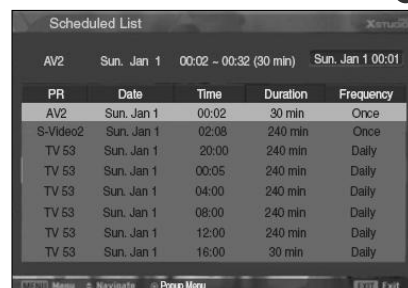 Scheduled List XSTUDIO
AV2 Sun. Jan 1 00:02 ~ 00:32 (30 min) Sun. Jan 1 00:01
PR Date Time Duration Frequency
AV2 Sun. Jan 1 00:02 30 min Once
S-Video2 Sun. Jan 1 02:08 240 min Once
TV 53 Sun. Jan 1 20:00 240 min Daily
TV 53 Sun. Jan 1 00:05 240 min Daily
TV 53 Sun. Jan 1 04:00 240 min Daily
TV 53 Sun. Jan 1 08:00 240 min Daily
TV 53 Sun. Jan 1 12:00 240 min Daily
TV 53 Sun. Jan 1 16:00 30 min Daily
MENU Menu Navigate Popup Menu EXIT Exit